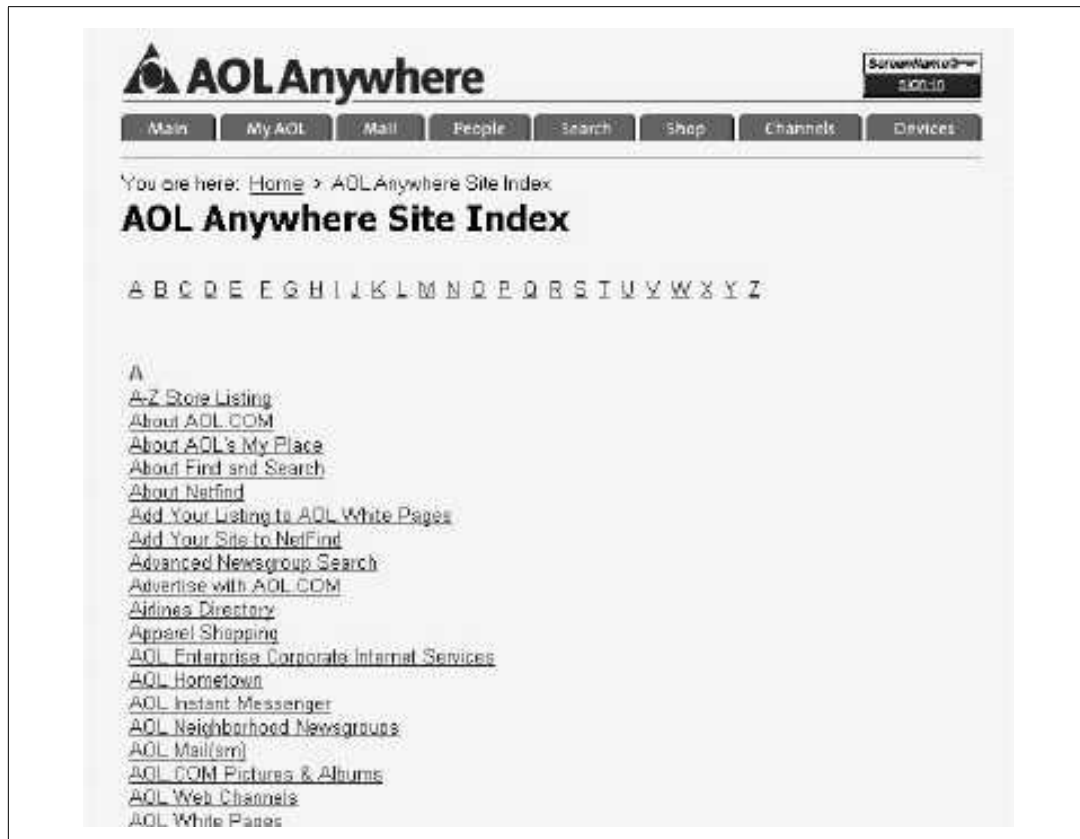 AOL Anywhere
ScreenName
SIGN IN
Main My AOL Mail People Search Shop Channels Devices
You are here: Home > AOL Anywhere Site Index
AOL Anywhere Site Index
A B C D E F G H I J K L M N O P Q R S T U V W X Y Z
A
A-Z Store Listing
About AOL.COM
About AOL's My Place
About Find and Search
About Netfind
Add Your Listing to AOL White Pages
Add Your Site to NetFind
Advanced Newsgroup Search
Advertise with AOL.COM
Airlines Directory
Apparel Shopping
AOL Enterprise Corporate Internet Services
AOL Hometown
AOL Instant Messenger
AOL Neighborhood Newsgroups
AOL Mail(sm)
AOL.COM Pictures & Albums
AOL Web Channels
AOL White Pages